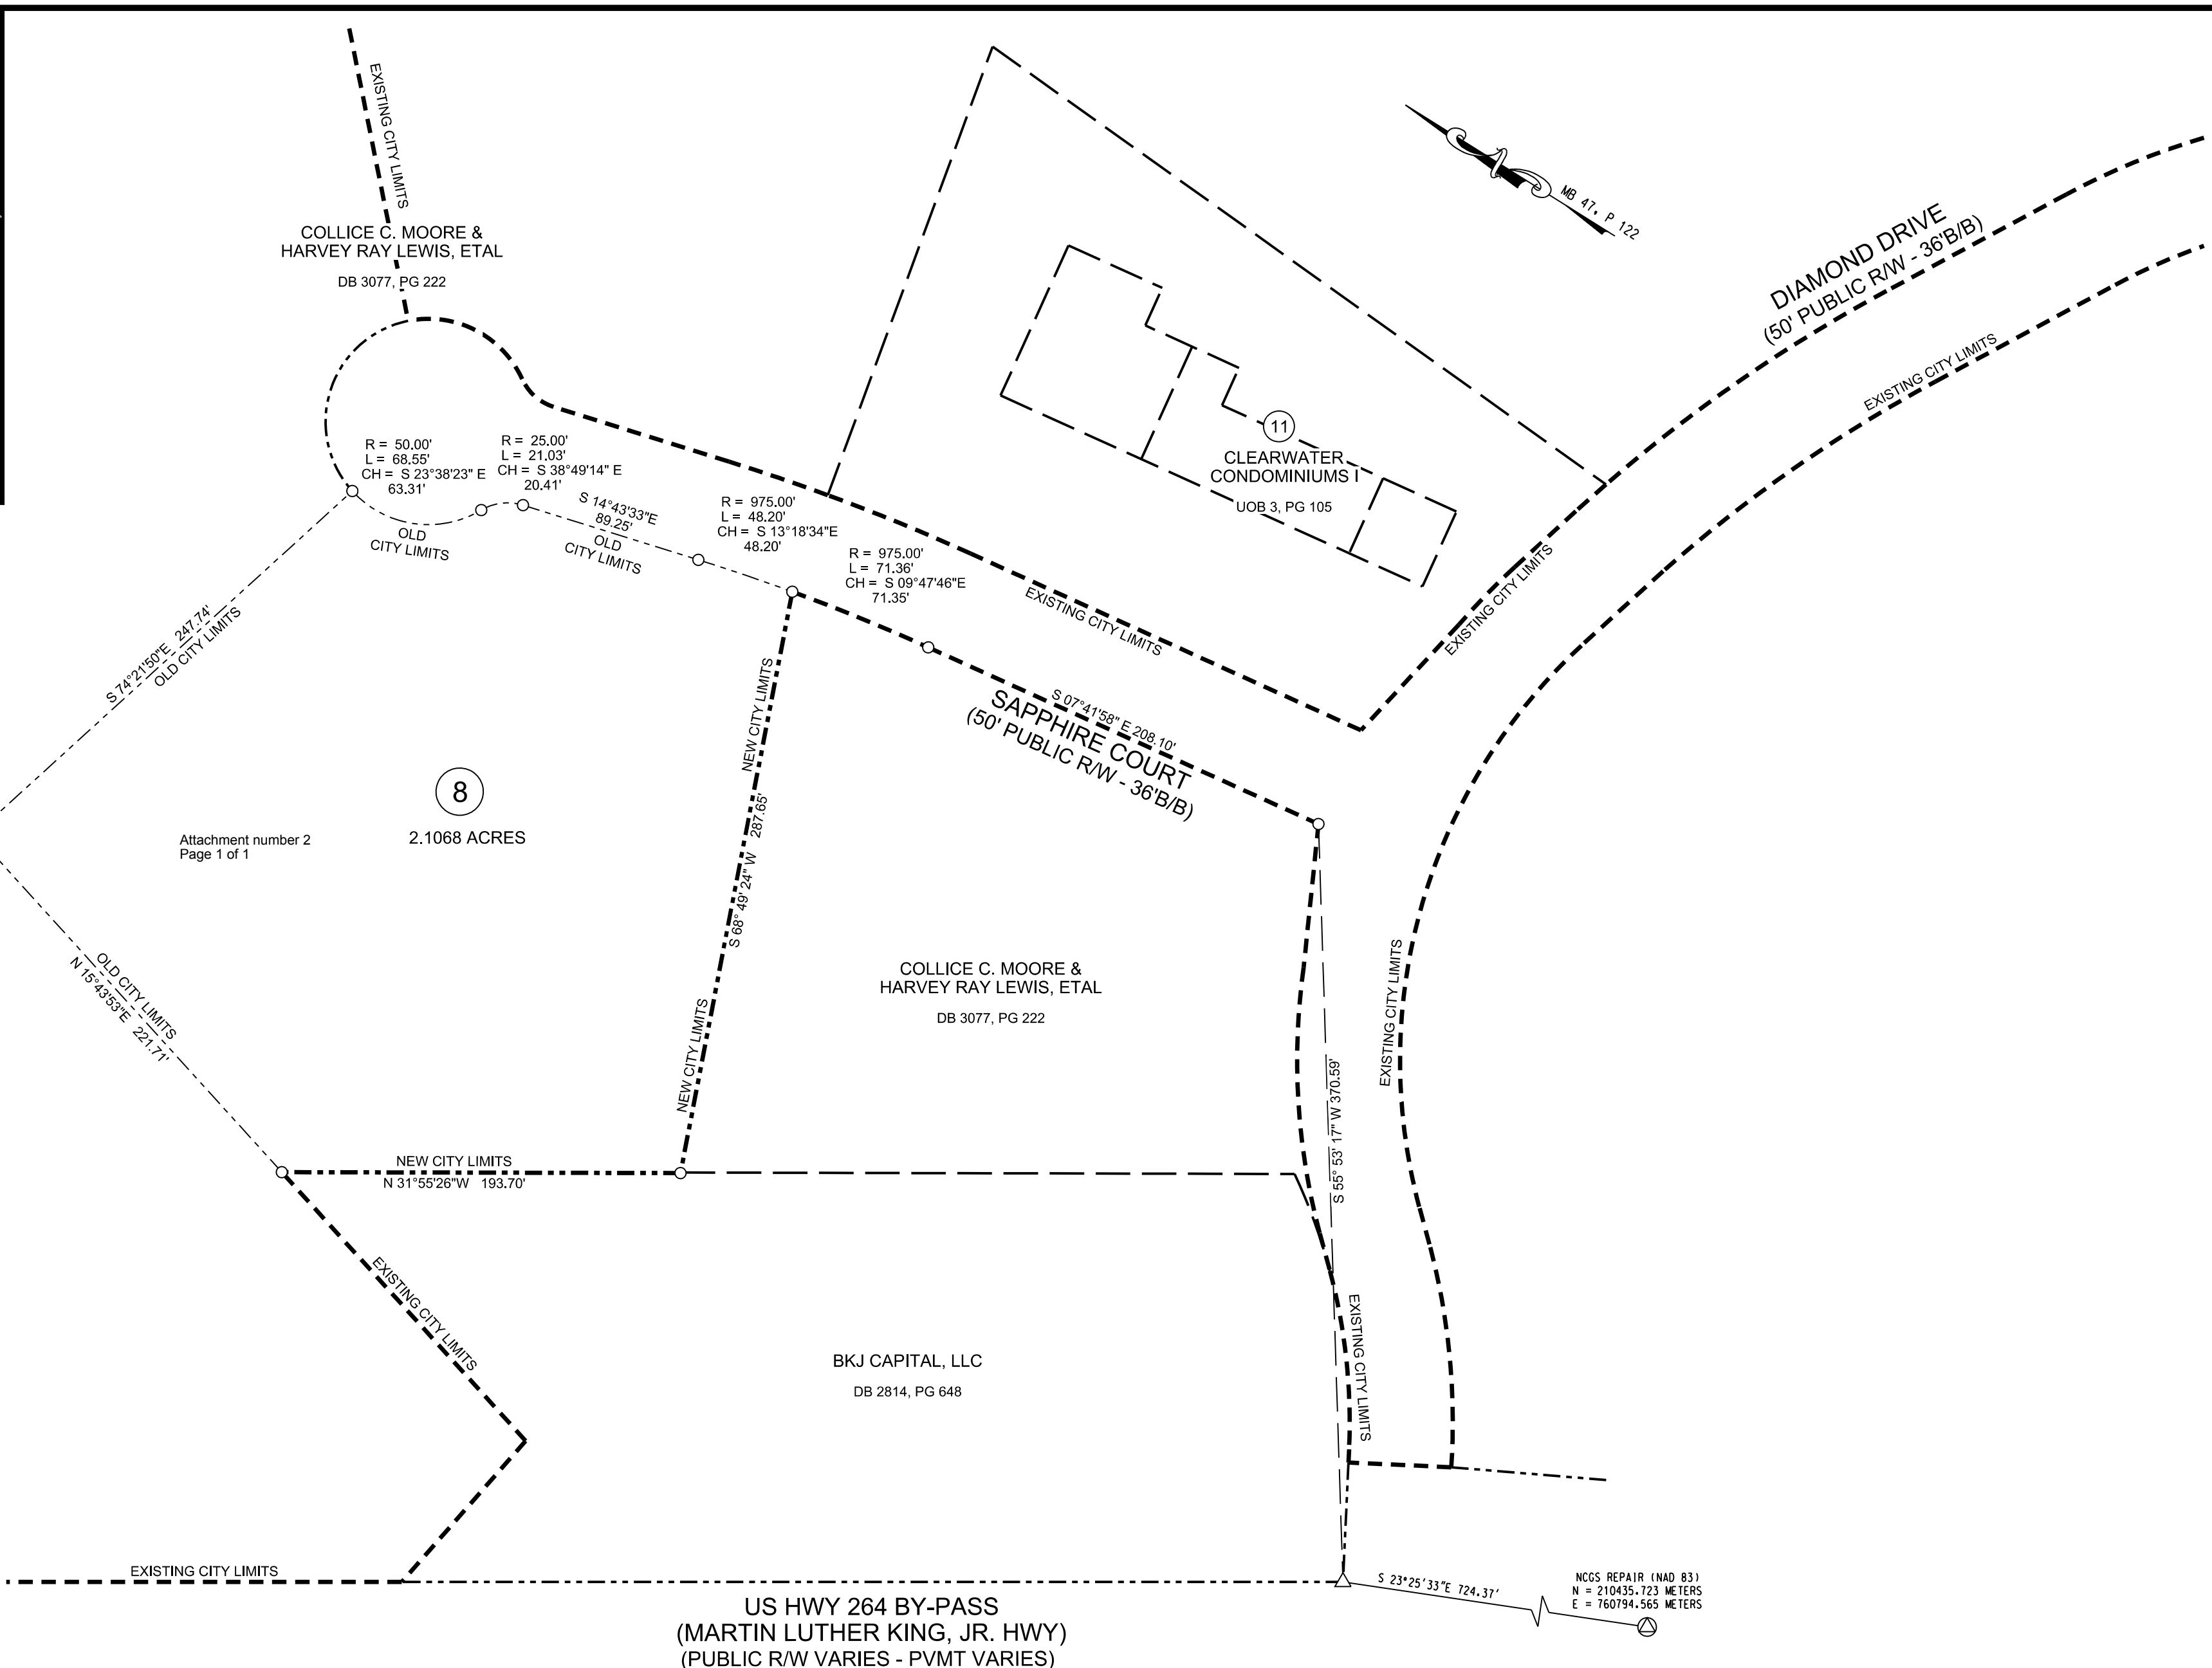 EXISTING CITY LIMITS
COLLICE C. MOORE &
HARVEY RAY LEWIS, ETAL
DB 3077, PG 222
MB 47, P 122
DIAMOND DRIVE
(50' PUBLIC R/W - 36'B/B)
EXISTING CITY LIMITS
11
CLEARWATER
CONDOMINIUMS I
UOB 3, PG 105
EXISTING CITY LIMITS
R = 50.00'
L = 68.55'
CH = S 23°38'23" E
63.31'
R = 25.00'
L = 21.03'
CH = S 38°49'14" E
20.41'
OLD
CITY LIMITS
S 14°43'33"E
89.25'
OLD
CITY LIMITS
R = 975.00'
L = 48.20'
CH = S 13°18'34"E
48.20'
R = 975.00'
L = 71.36'
CH = S 09°47'46"E
71.35'
EXISTING CITY LIMITS
S 74°21'50"E 247.74'
OLD CITY LIMITS
S 07°41'58" E 208.10'
SAPPHIRE COURT
(50' PUBLIC R/W - 36'B/B)
NEW CITY LIMITS
S 68° 49' 24" W 287.65'
NEW CITY LIMITS
8
2.1068 ACRES
Attachment number 2
Page 1 of 1
OLD CITY LIMITS
N 15°43'53"E 221.71'
COLLICE C. MOORE &
HARVEY RAY LEWIS, ETAL
DB 3077, PG 222
EXISTING CITY LIMITS
S 55° 53' 17" W 370.59'
NEW CITY LIMITS
N 31°55'26"W 193.70'
EXISTING CITY LIMITS
BKJ CAPITAL, LLC
DB 2814, PG 648
EXISTING CITY LIMITS
EXISTING CITY LIMITS
S 23°25'33"E 724.37'
NCGS REPAIR (NAD 83)
N = 210435.723 METERS
E = 760794.565 METERS
US HWY 264 BY-PASS
(MARTIN LUTHER KING, JR. HWY)
(PUBLIC R/W VARIES - PVMT VARIES)